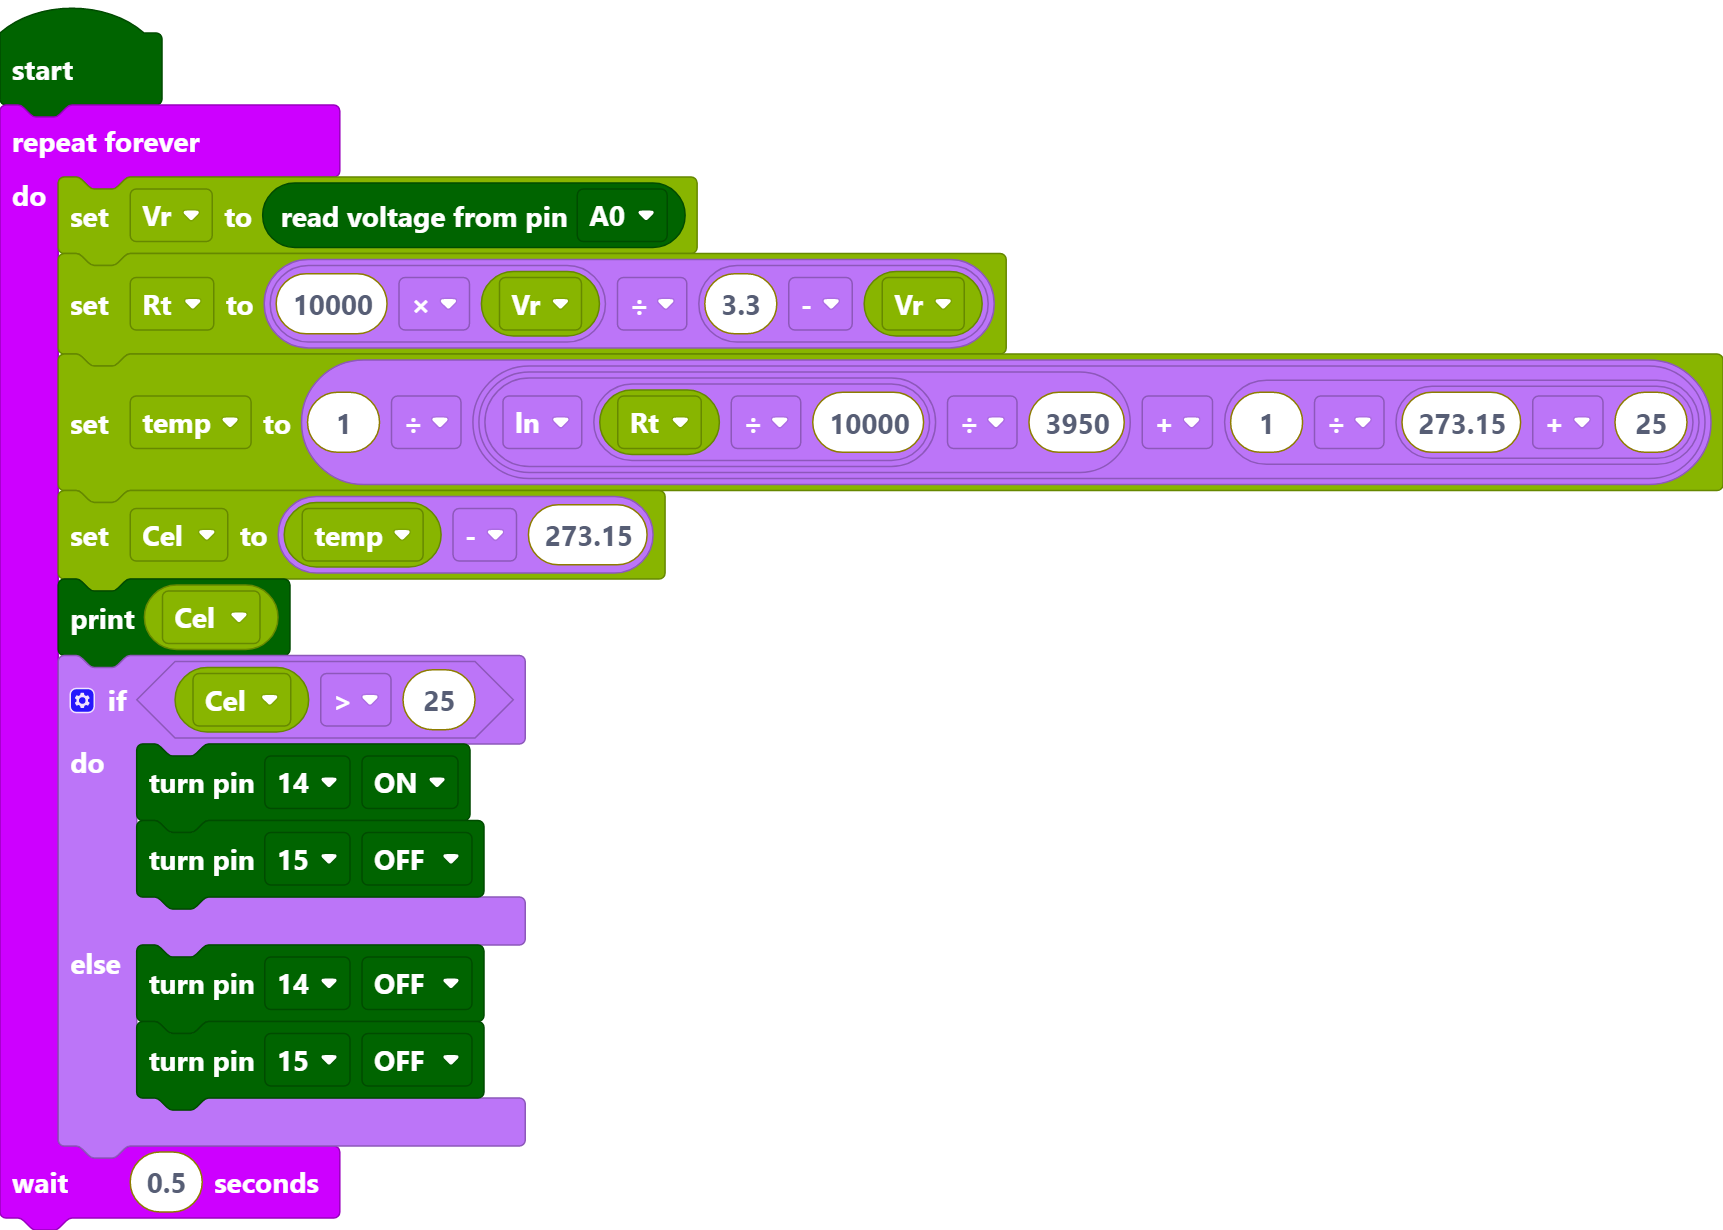 start
repeat forever
do
set Vr to read voltage from pin A0
set Rt to 10000 × Vr ÷ 3.3 - Vr
set temp to 1 ÷ ln Rt ÷ 10000 ÷ 3950 + 1 ÷ 273.15 + 25
set Cel to temp - 273.15
print Cel
if Cel > 25
do
turn pin 14 ON
turn pin 15 OFF
else
turn pin 14 OFF
turn pin 15 OFF
wait 0.5 seconds